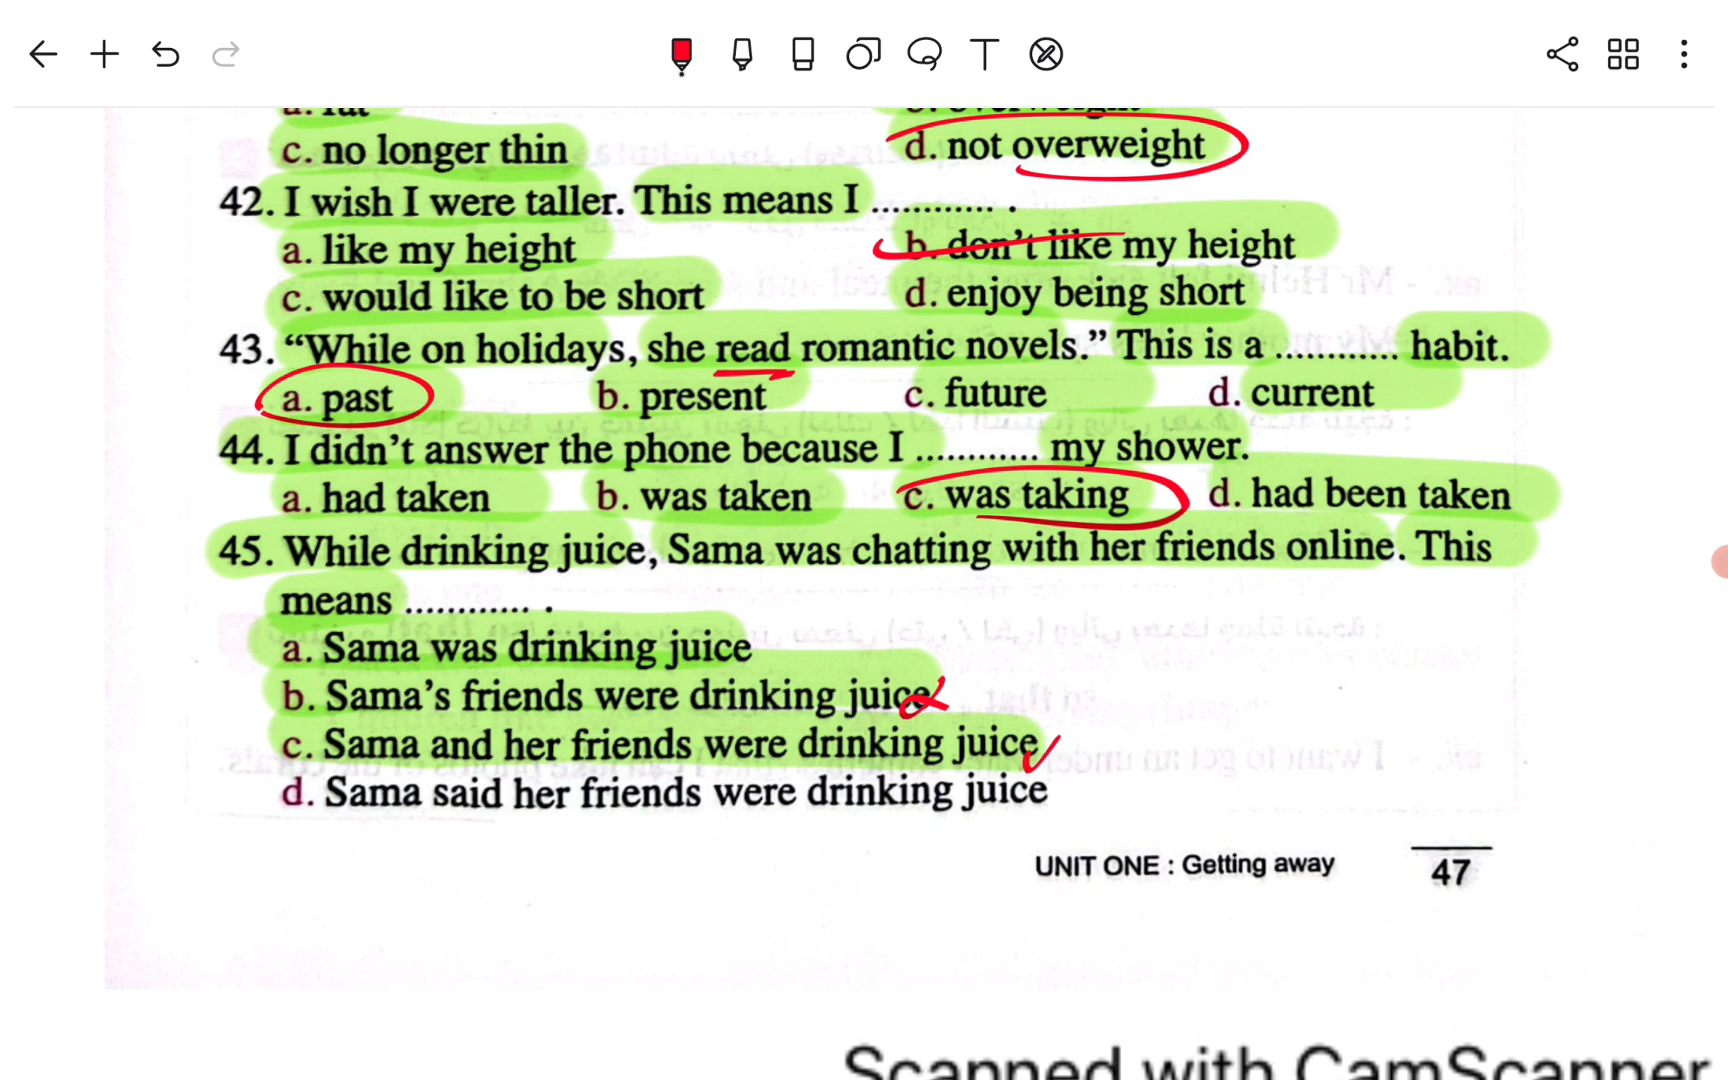 a. fat b. overweight
c. no longer thin d. not overweight
42. I wish I were taller. This means I ............ .
a. like my height b. don't like my height
c. would like to be short d. enjoy being short
43. “While on holidays, she read romantic novels.” This is a ............ habit.
a. past b. present c. future d. current
44. I didn't answer the phone because I ............ my shower.
a. had taken b. was taken c. was taking d. had been taken
45. While drinking juice, Sama was chatting with her friends online. This
means ............ .
a. Sama was drinking juice
b. Sama's friends were drinking juice
c. Sama and her friends were drinking juice
d. Sama said her friends were drinking juice
UNIT ONE : Getting away 47
Scanned with CamScanner